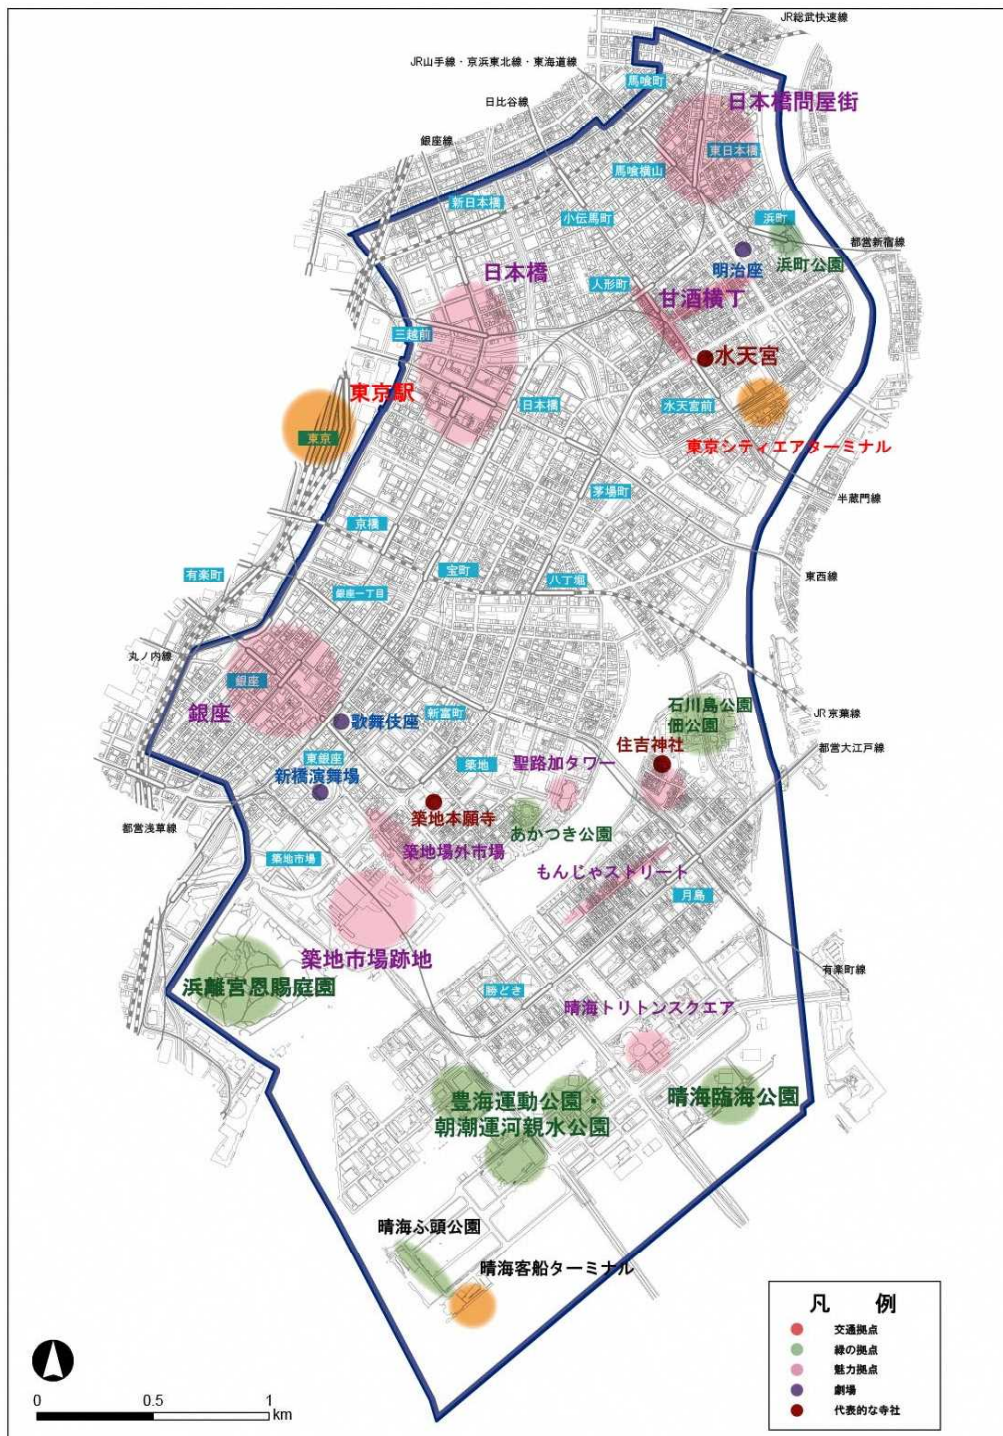 JR総武快速線
JR山手線・京浜東北線・東海道線
馬喰町
日比谷線
日本橋問屋街
銀座線
東日本橋
馬喰横山
新日本橋
小伝馬町
浜町
都営新宿線
明治座
浜町公園
日本橋
人形町
甘酒横丁
三越前
水天宮
東京駅
日本橋
水天宮前
東京
東京シティエアターミナル
茅場町
半蔵門線
京橋
宝町
八丁堀
東西線
有楽町
銀座一丁目
丸ノ内線
銀座
銀座
新富町
歌舞伎座
石川島公園
佃公園
JR京葉線
住吉神社
都営大江戸線
東銀座
築地
聖路加タワー
新橋演舞場
築地本願寺
都営浅草線
あかつき公園
築地場外市場
築地市場
もんじゃストリート
月島
築地市場跡地
有楽町線
浜離宮恩賜庭園
勝どき
晴海トリトンスクエア
豊海運動公園・
朝潮運河親水公園
晴海臨海公園
晴海ふ頭公園
晴海客船ターミナル
凡 例
交通拠点
緑の拠点
魅力拠点
劇場
代表的な寺社
0 0.5 1
km